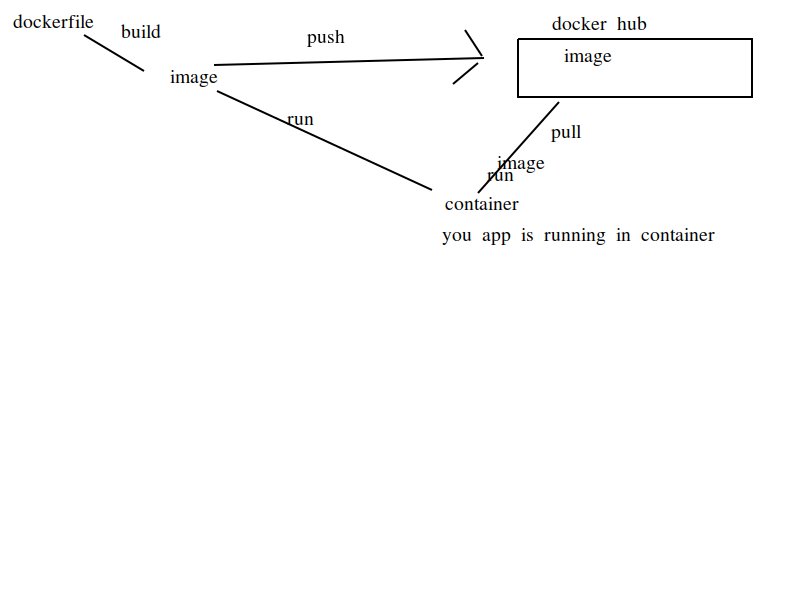 dockerfile
build
push
docker hub
image
image
run
pull
image
run
container
you app is running in container